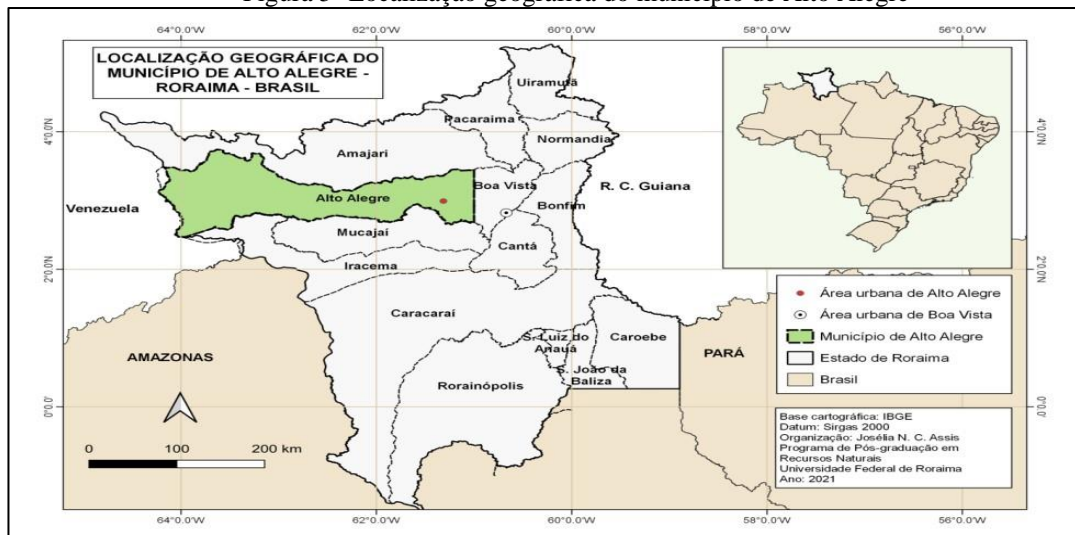 Figura 3- Localização geográfica do município de Alto Alegre
64°0.0'W 62°0.0'W 60°0.0'W 58°0.0'W 56°0.0'W
LOCALIZAÇÃO GEOGRÁFICA DO
MUNICÍPIO DE ALTO ALEGRE -
RORAIMA - BRASIL
Uiramutã
Pacaraima
Normandia
4°0.0'N
4°0.0'N
Amajarí
Boa Vista
R. C. Guiana
Alto Alegre
Bonfim
Venezuela
Mucajaí
Cantá
Iracema
2°0.0'N
2°0.0'N
Caracaraí
S. Luiz do
Anauá
Caroebe
S. João da
Baliza
AMAZONAS
PARÁ
Rorainópolis
0°0.0'
0°0.0'
0 100 200 km
Área urbana de Alto Alegre
Área urbana de Boa Vista
Município de Alto Alegre
Estado de Roraima
Brasil
Base cartográfica: IBGE
Datum: Sirgas 2000
Organização: Josélia N. C. Assis
Programa de Pós-graduação em
Recursos Naturais
Universidade Federal de Roraima
Ano: 2021
64°0.0'W 62°0.0'W 60°0.0'W 58°0.0'W 56°0.0'W